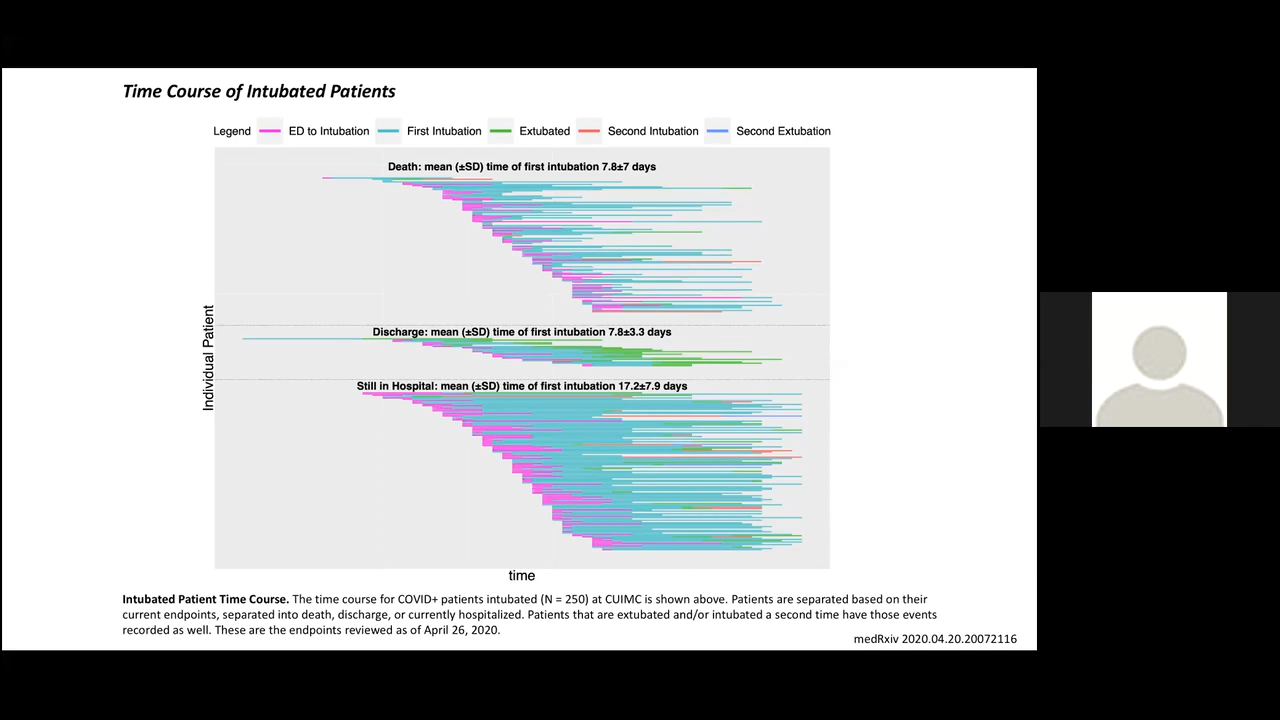 Time Course of Intubated Patients
Legend ED to Intubation First Intubation Extubated Second Intubation Second Extubation
Death: mean (±SD) time of first intubation 7.8±7 days
Discharge: mean (±SD) time of first intubation 7.8±3.3 days
Still in Hospital: mean (±SD) time of first intubation 17.2±7.9 days
Individual Patient
time
Intubated Patient Time Course. The time course for COVID+ patients intubated (N = 250) at CUIMC is shown above. Patients are separated based on their
current endpoints, separated into death, discharge, or currently hospitalized. Patients that are extubated and/or intubated a second time have those events
recorded as well. These are the endpoints reviewed as of April 26, 2020.
medRxiv 2020.04.20.20072116